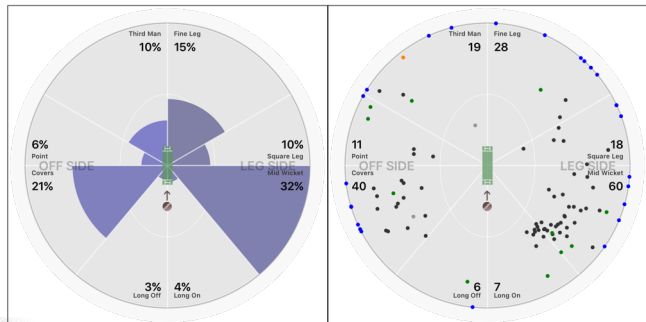 Third Man
10%
Fine Leg
15%
6%
Point
OFF SIDE
Covers
21%
10%
Square Leg
LEG SIDE
Mid Wicket
32%
3%
Long Off
4%
Long On
Third Man
19
Fine Leg
28
11
Point
OFF SIDE
Covers
40
18
Square Leg
LEG SIDE
Mid Wicket
60
6
Long Off
7
Long On